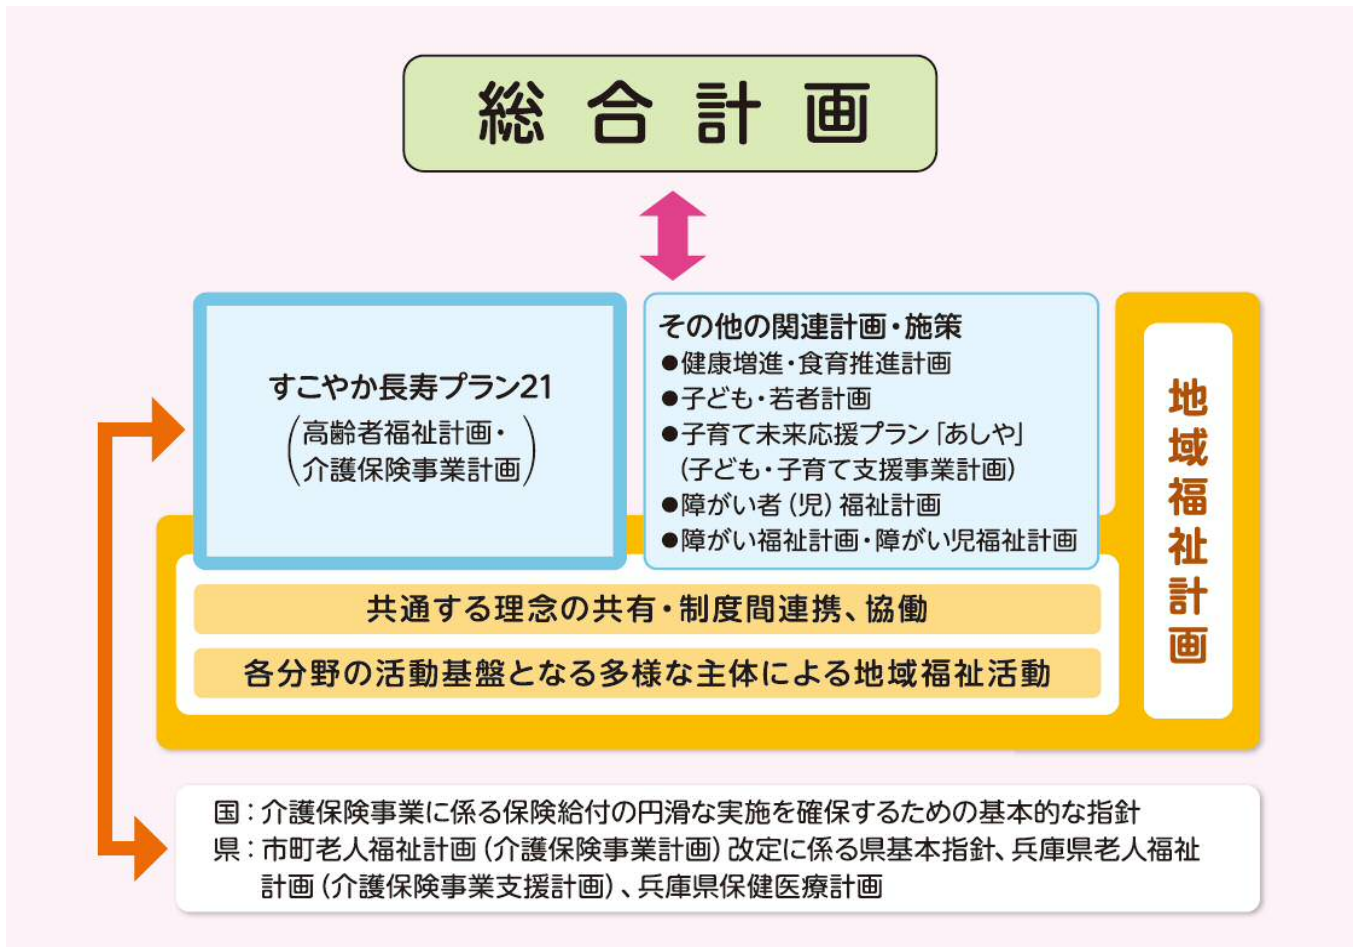 総合計画
すこやか長寿プラン21
(高齢者福祉計画・
介護保険事業計画)
その他の関連計画・施策
●健康増進・食育推進計画
●子ども・若者計画
●子育て未来応援プラン「あしや」
(子ども・子育て支援事業計画)
●障がい者(児)福祉計画
●障がい福祉計画・障がい児福祉計画
地域福祉計画
共通する理念の共有・制度間連携、協働
各分野の活動基盤となる多様な主体による地域福祉活動
国：介護保険事業に係る保険給付の円滑な実施を確保するための基本的な指針
県：市町老人福祉計画(介護保険事業計画)改定に係る県基本指針、兵庫県老人福祉
計画(介護保険事業支援計画)、兵庫県保健医療計画